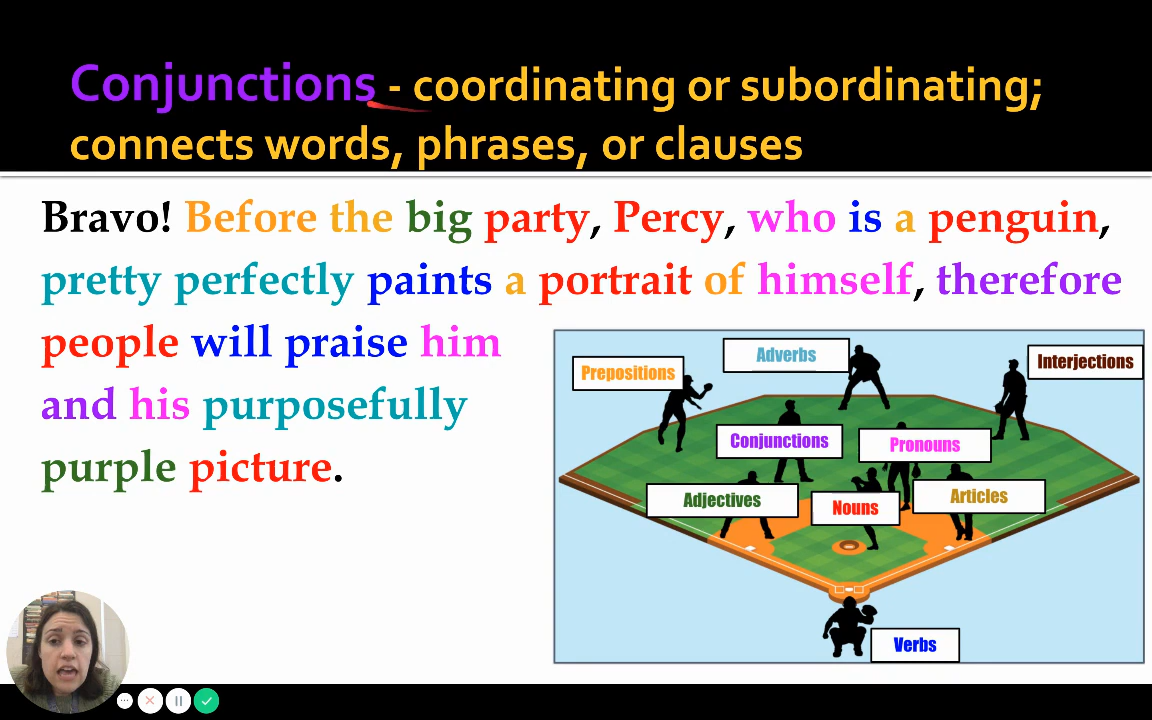 Conjunctions - coordinating or subordinating;
connects words, phrases, or clauses
Bravo! Before the big party, Percy, who is a penguin,
pretty perfectly paints a portrait of himself, therefore
people will praise him
and his purposefully
purple picture.
Adverbs
Interjections
Prepositions
Conjunctions
Pronouns
Adjectives
Nouns
Articles
Verbs